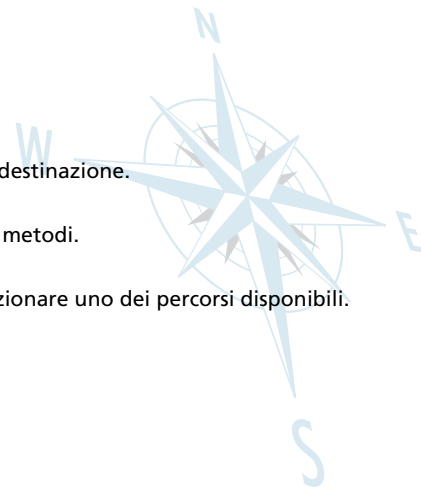 N
W
destinazione.
E
metodi.
zionare uno dei percorsi disponibili.
S